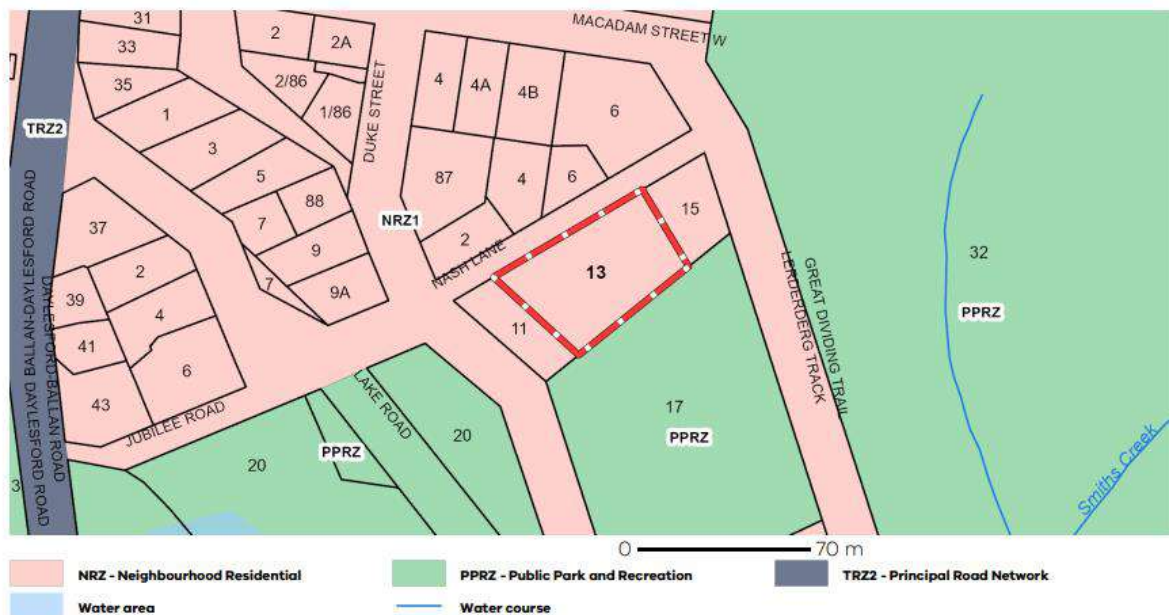 MACADAM STREET W
31
2
2A
33
35
2/86
1/86
DUKE STREET
4
4A
4B
6
1
TRZ2
3
5
88
7
87
4
6
NRZ1
15
37
9
2
NASH LANE
13
32
2
7
9A
39
4
11
PPRZ
41
6
43
JUBILEE ROAD
LAKE ROAD
17
PPRZ
GREAT DIVIDING TRAIL
LERDERDERG TRACK
20
PPRZ
20
3
DAYLESFORD-BALLAN ROAD
BALLAN-DAYLESFORD ROAD
Smiths Creek
0 70 m
NRZ - Neighbourhood Residential
PPRZ - Public Park and Recreation
TRZ2 - Principal Road Network
Water area
Water course